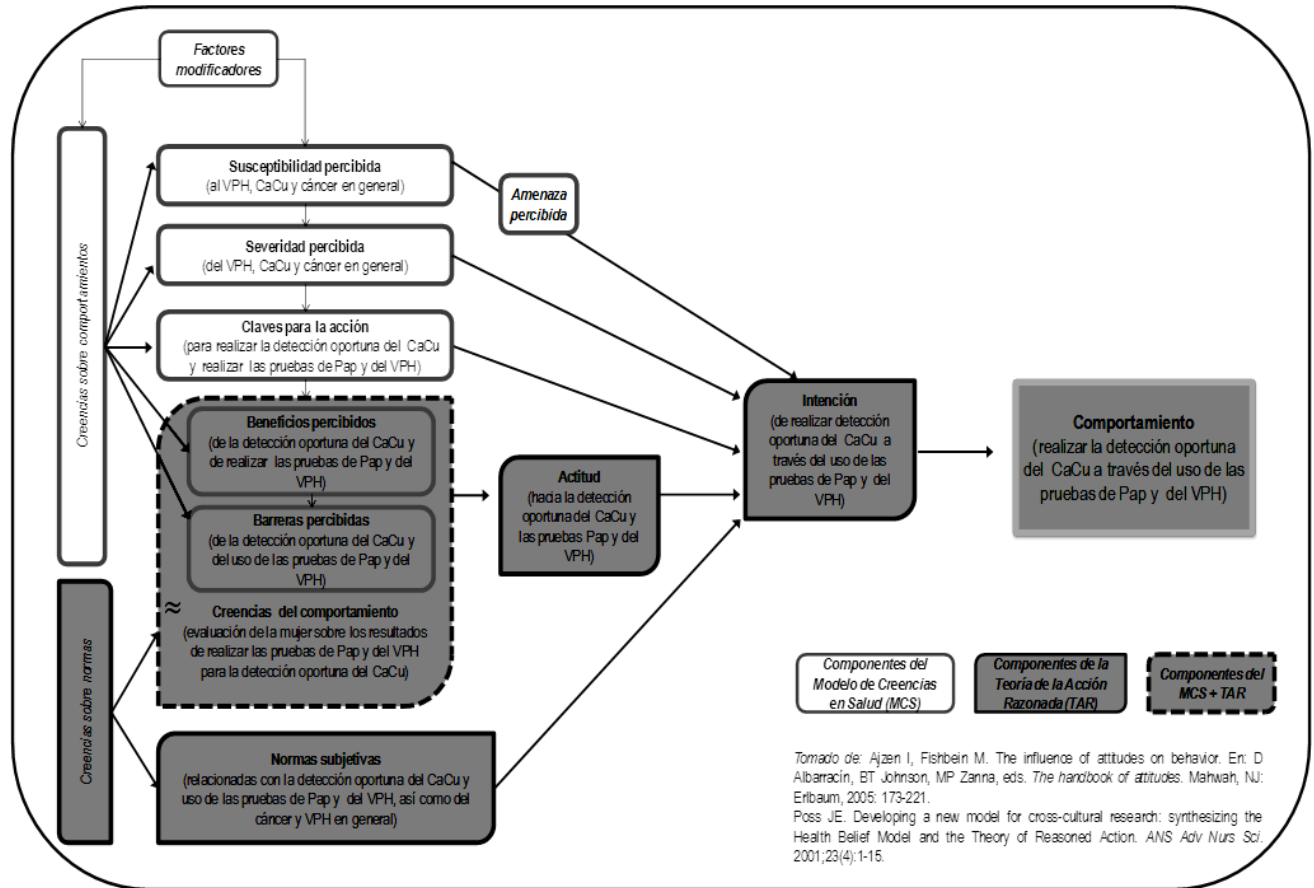 Factores
modificadores
Creencias sobre comportamientos
Susceptibilidad percibida
(al VPH, CaCu y cáncer en general)
Amenaza
percibida
Severidad percibida
(del VPH, CaCu y cáncer en general)
Claves para la acción
(para realizar la detección oportuna del CaCu
y realizar las pruebas de Pap y del VPH)
Beneficios percibidos
(de la detección oportuna del CaCu y
de realizar las pruebas de Pap y del
VPH)
Barreras percibidas
(de la detección oportuna del CaCu y
del uso de las pruebas de Pap y del
VPH)
≈ Creencias del comportamiento
(evaluación de la mujer sobre los resultados
de realizar las pruebas de Pap y del VPH
para la detección oportuna del CaCu)
Actitud
(hacia la detección
oportuna del CaCu y
las pruebas Pap y del
VPH)
Intención
(de realizar detección
oportuna del CaCu a
través del uso de las
pruebas de Pap y del
VPH)
Comportamiento
(realizar la detección oportuna
del CaCu a través del uso de las
pruebas de Pap y del VPH)
Creencias sobre normas
Normas subjetivas
(relacionadas con la detección oportuna del CaCu y
uso de las pruebas de Pap y del VPH, así como del
cáncer y VPH en general)
Componentes del
Modelo de Creencias
en Salud (MCS)
Componentes de la
Teoría de la Acción
Razonada (TAR)
Componentes del
MCS + TAR
Tomado de: Ajzen I, Fishbein M. The influence of attitudes on behavior. En: D
Albarracín, BT Johnson, MP Zanna, eds. The handbook of attitudes. Mahwah, NJ:
Erlbaum, 2005: 173-221.
Poss JE. Developing a new model for cross-cultural research: synthesizing the
Health Belief Model and the Theory of Reasoned Action. ANS Adv Nurs Sci.
2001;23(4):1-15.